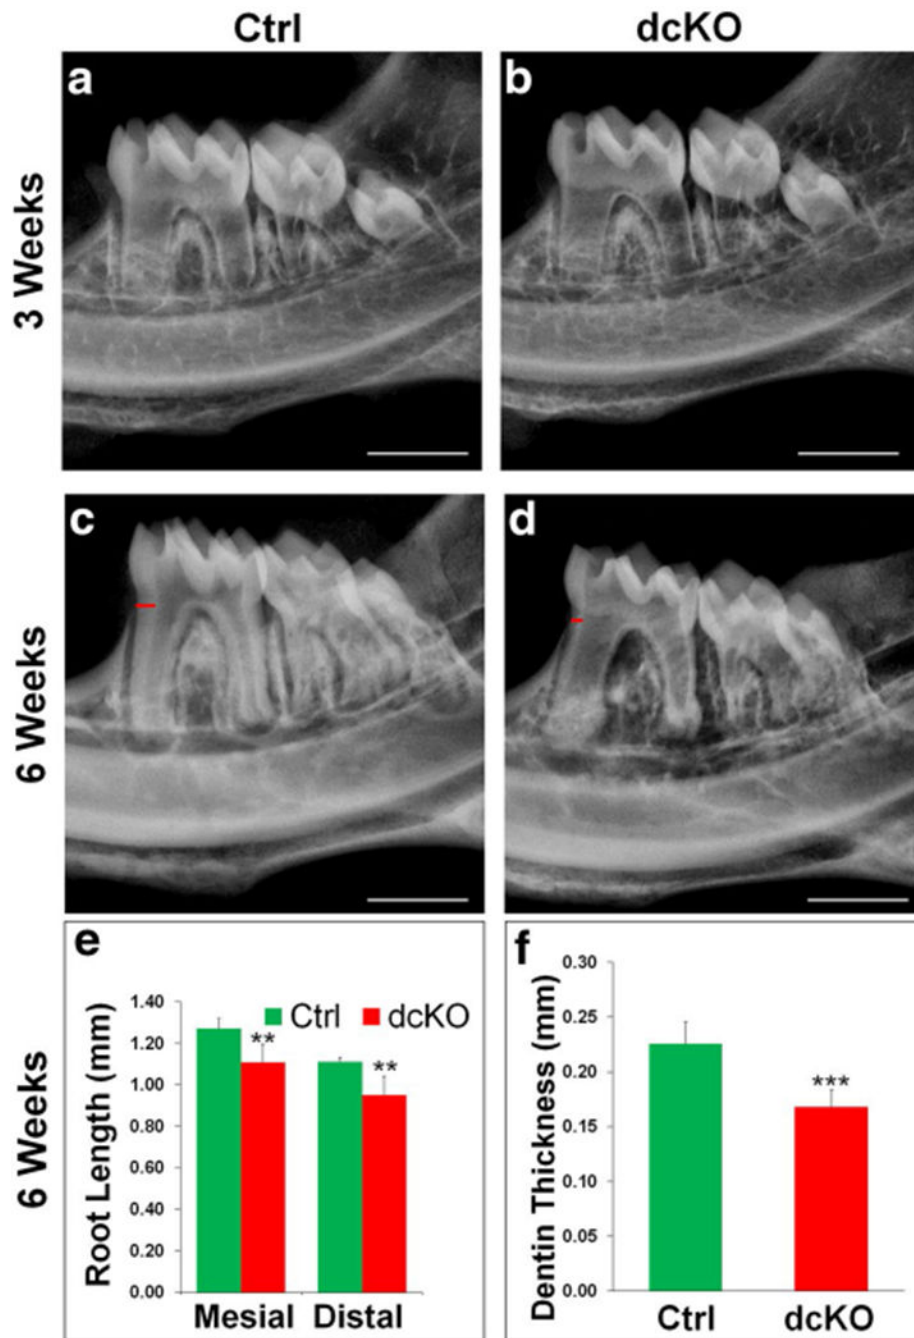 Ctrl dcKO
a b
3 Weeks
c d
6 Weeks
e
Root Length (mm)
1.40
1.20
1.00
0.80
0.60
0.40
0.20
0.00
Ctrl dcKO
**
**
Mesial Distal
6 Weeks
f
Dentin Thickness (mm)
0.30
0.25
0.20
0.15
0.10
0.05
0.00
***
Ctrl dcKO